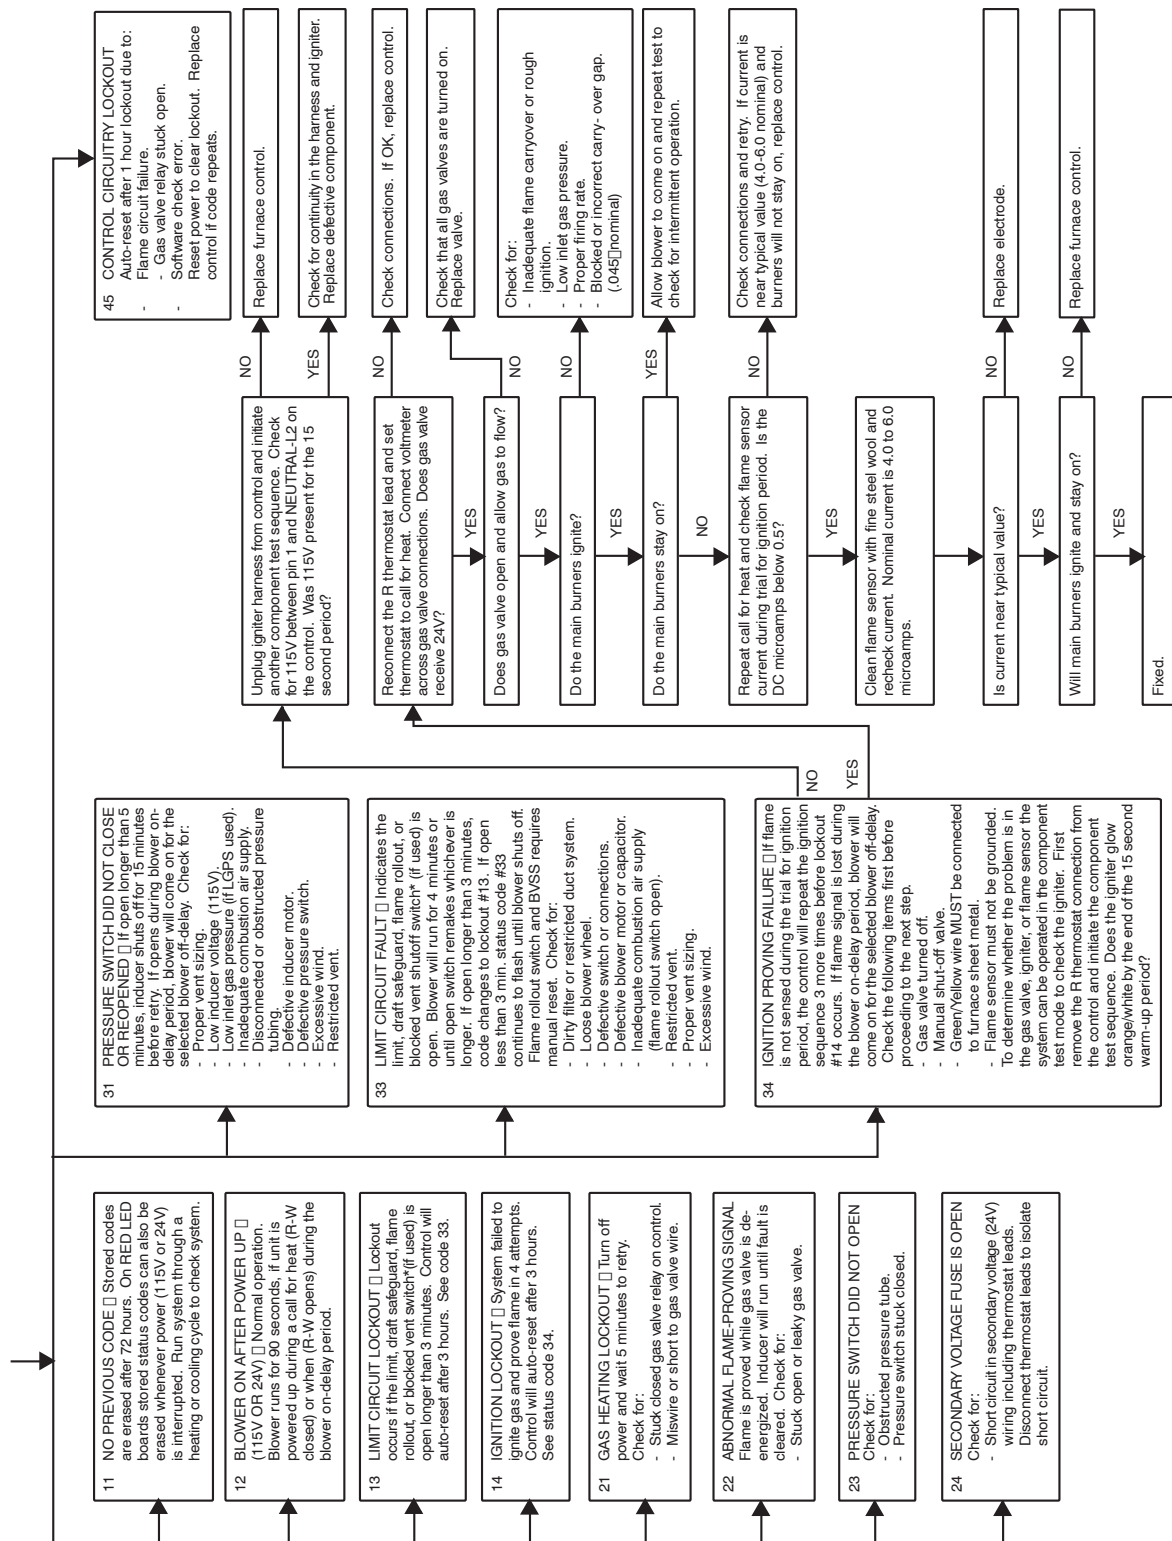 11 NO PREVIOUS CODE ▯ Stored codes
are erased after 72 hours. On RED LED
boards stored status codes can also be
erased whenever power (115V or 24V)
is interrupted. Run system through a
heating or cooling cycle to check system.
12 BLOWER ON AFTER POWER UP ▯
(115V OR 24V) ▯ Normal operation.
Blower runs for 90 seconds, if unit is
powered up during a call for heat (R-W
closed) or when (R-W opens) during the
blower on-delay period.
13 LIMIT CIRCUIT LOCKOUT ▯ Lockout
occurs if the limit, draft safeguard, flame
rollout, or blocked vent switch*(if used) is
open longer than 3 minutes. Control will
auto-reset after 3 hours. See code 33.
14 IGNITION LOCKOUT ▯ System failed to
ignite gas and prove flame in 4 attempts.
Control will auto-reset after 3 hours.
See status code 34.
21 GAS HEATING LOCKOUT ▯ Turn off
power and wait 5 minutes to retry.
Check for:
- Stuck closed gas valve relay on control.
- Miswire or short to gas valve wire.
22 ABNORMAL FLAME-PROVING SIGNAL
Flame is proved while gas valve is de-
energized. Inducer will run until fault is
cleared. Check for:
- Stuck open or leaky gas valve.
23 PRESSURE SWITCH DID NOT OPEN
Check for:
- Obstructed pressure tube.
- Pressure switch stuck closed.
24 SECONDARY VOLTAGE FUSE IS OPEN
Check for:
- Short circuit in secondary voltage (24V)
wiring including thermostat leads.
Disconnect thermostat leads to isolate
short circuit.
31 PRESSURE SWITCH DID NOT CLOSE
OR REOPENED ▯ If open longer than 5
minutes, inducer shuts off for 15 minutes
before retry. If opens during blower on-
delay period, blower will come on for the
selected blower off-delay. Check for:
- Proper vent sizing.
- Low inducer voltage (115V).
- Low inlet gas pressure (if LGPS used).
- Inadequate combustion air supply.
- Disconnected or obstructed pressure
tubing.
- Defective inducer motor.
- Defective pressure switch.
- Excessive wind.
- Restricted vent.
33 LIMIT CIRCUIT FAULT ▯ Indicates the
limit, draft safeguard, flame rollout, or
blocked vent shutoff switch* (if used) is
open. Blower will run for 4 minutes or
until open switch remakes whichever is
longer. If open longer than 3 minutes,
code changes to lockout #13. If open
less than 3 min. status code #33
continues to flash until blower shuts off.
Flame rollout switch and BVSS requires
manual reset. Check for:
- Dirty filter or restricted duct system.
- Loose blower wheel.
- Defective switch or connections.
- Defective blower motor or capacitor.
- Inadequate combustion air supply
(flame rollout switch open).
- Restricted vent.
- Proper vent sizing.
- Excessive wind.
34 IGNITION PROVING FAILURE ▯ If flame
is not sensed during the trial for ignition
period, the control will repeat the ignition
sequence 3 more times before lockout
#14 occurs. If flame signal is lost during
the blower on-delay period, blower will
come on for the selected blower off-delay.
Check the following items first before
proceeding to the next step.
- Gas valve turned off.
- Manual shut-off valve.
- Green/Yellow wire MUST be connected
to furnace sheet metal.
- Flame sensor must not be grounded.
To determine whether the problem is in
the gas valve, igniter, or flame sensor the
system can be operated in the component
test mode to check the igniter. First
remove the R thermostat connection from
the control and initiate the component
test sequence. Does the igniter glow
orange/white by the end of the 15 second
warm-up period?
NO
YES
Unplug igniter harness from control and initiate
another component test sequence. Check
for 115V between pin 1 and NEUTRAL-L2 on
the control. Was 115V present for the 15
second period?
NO
YES
Reconnect the R thermostat lead and set
thermostat to call for heat. Connect voltmeter
across gas valve connections. Does gas valve
receive 24V?
NO
YES
Does gas valve open and allow gas to flow?
NO
YES
Do the main burners ignite?
NO
YES
Do the main burners stay on?
YES
NO
Repeat call for heat and check flame sensor
current during trial for ignition period. Is the
DC microamps below 0.5?
NO
YES
Clean flame sensor with fine steel wool and
recheck current. Nominal current is 4.0 to 6.0
microamps.
Is current near typical value?
NO
YES
Will main burners ignite and stay on?
NO
YES
Fixed.
45 CONTROL CIRCUITRY LOCKOUT
Auto-reset after 1 hour lockout due to:
- Flame circuit failure.
- Gas valve relay stuck open.
- Software check error.
Reset power to clear lockout. Replace
control if code repeats.
Replace furnace control.
Check for continuity in the harness and igniter.
Replace defective component.
Check connections. If OK, replace control.
Check that all gas valves are turned on.
Replace valve.
Check for:
- Inadequate flame carryover or rough
ignition.
- Low inlet gas pressure.
- Proper firing rate.
- Blocked or incorrect carry- over gap.
(.045▯nominal)
Allow blower to come on and repeat test to
check for intermittent operation.
Check connections and retry. If current is
near typical value (4.0-6.0 nominal) and
burners will not stay on, replace control.
Replace electrode.
Replace furnace control.